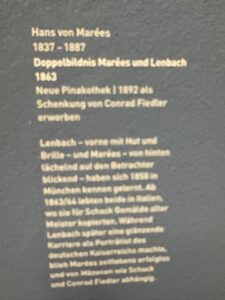 Hans von Marées
1837 – 1887
Doppelbildnis Marées und Lenbach
1863
Neue Pinakothek | 1892 als
Schenkung von Conrad Fiedler
erworben
Lenbach – vorne mit Hut und
Brille – und Marées – von hinten
lächelnd auf den Betrachter
blickend – haben sich 1858 in
München kennen gelernt. Ab
1863/64 lebten beide in Italien,
wo sie für Schack Gemälde alter
Meister kopierten. Während
Lenbach später eine glänzende
Karriere als Porträtist des
deutschen Kaiserreichs machte,
blieb Marées zeitlebens erfolglos
und von Mäzenen wie Schack
und Conrad Fiedler abhängig.